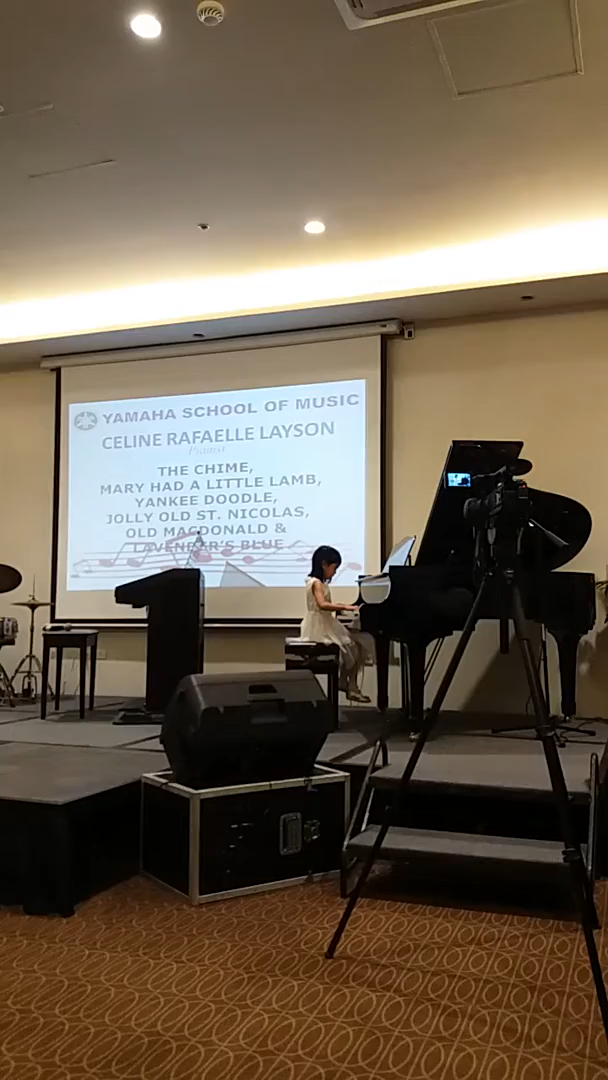 YAMAHA SCHOOL OF MUSIC
CELINE RAFAELLE LAYSON
Pianist
THE CHIME,
MARY HAD A LITTLE LAMB,
YANKEE DOODLE,
JOLLY OLD ST. NICOLAS,
OLD MACDONALD &
LAVENDER'S BLUE